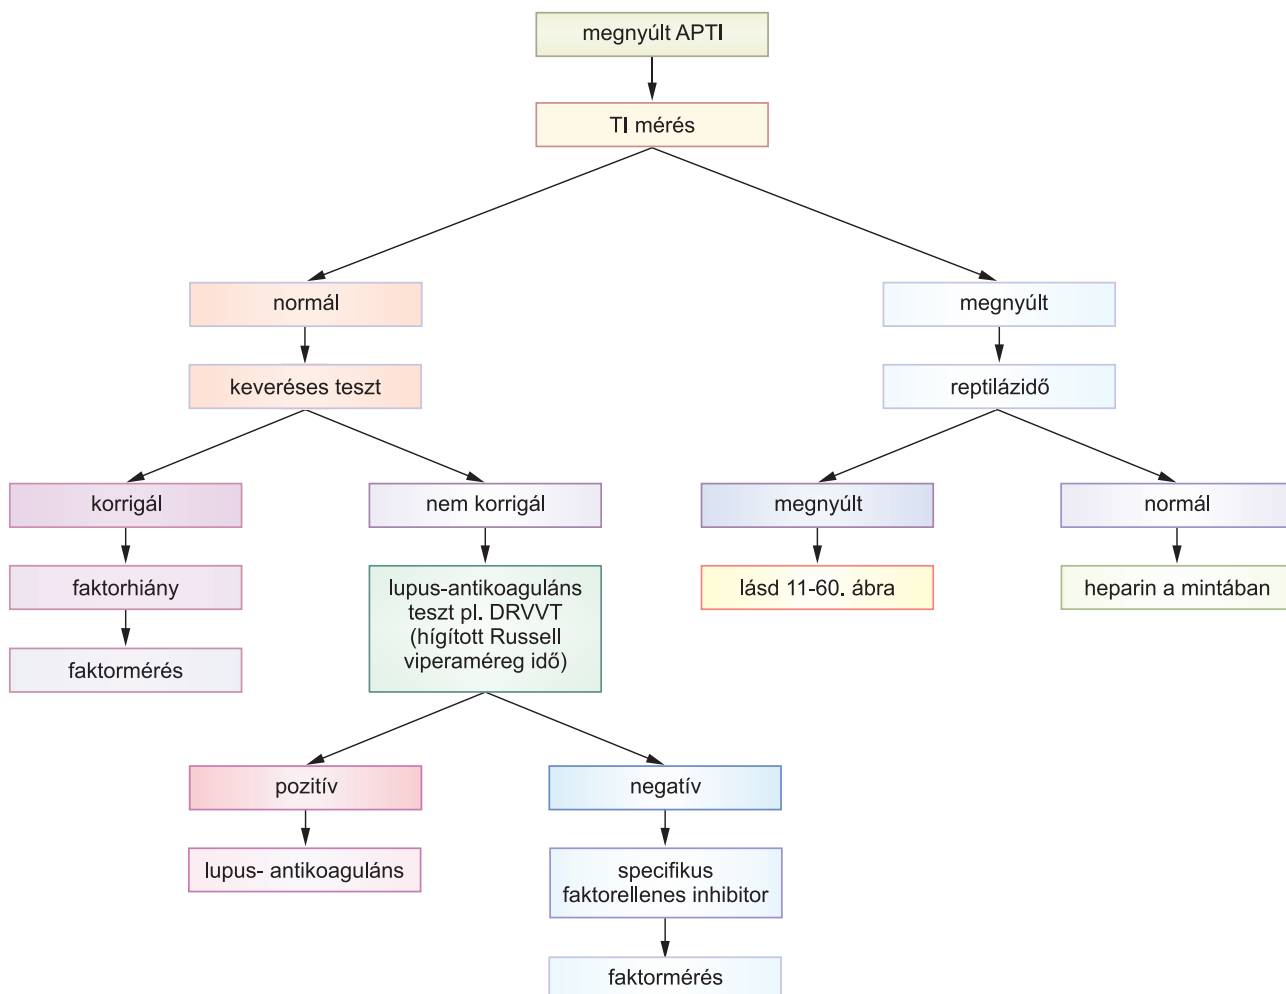 megnyúlt APTI
TI mérés
normál
megnyúlt
keveréses teszt
reptilázidő
korrigál
nem korrigál
megnyúlt
normál
faktorhiány
lupus-antikoaguláns
teszt pl. DRVVT
(hígított Russell
viperaméreg idő)
lásd 11-60. ábra
heparin a mintában
faktormérés
pozitív
negatív
lupus- antikoaguláns
specifikus
faktorellenes inhibitor
faktormérés